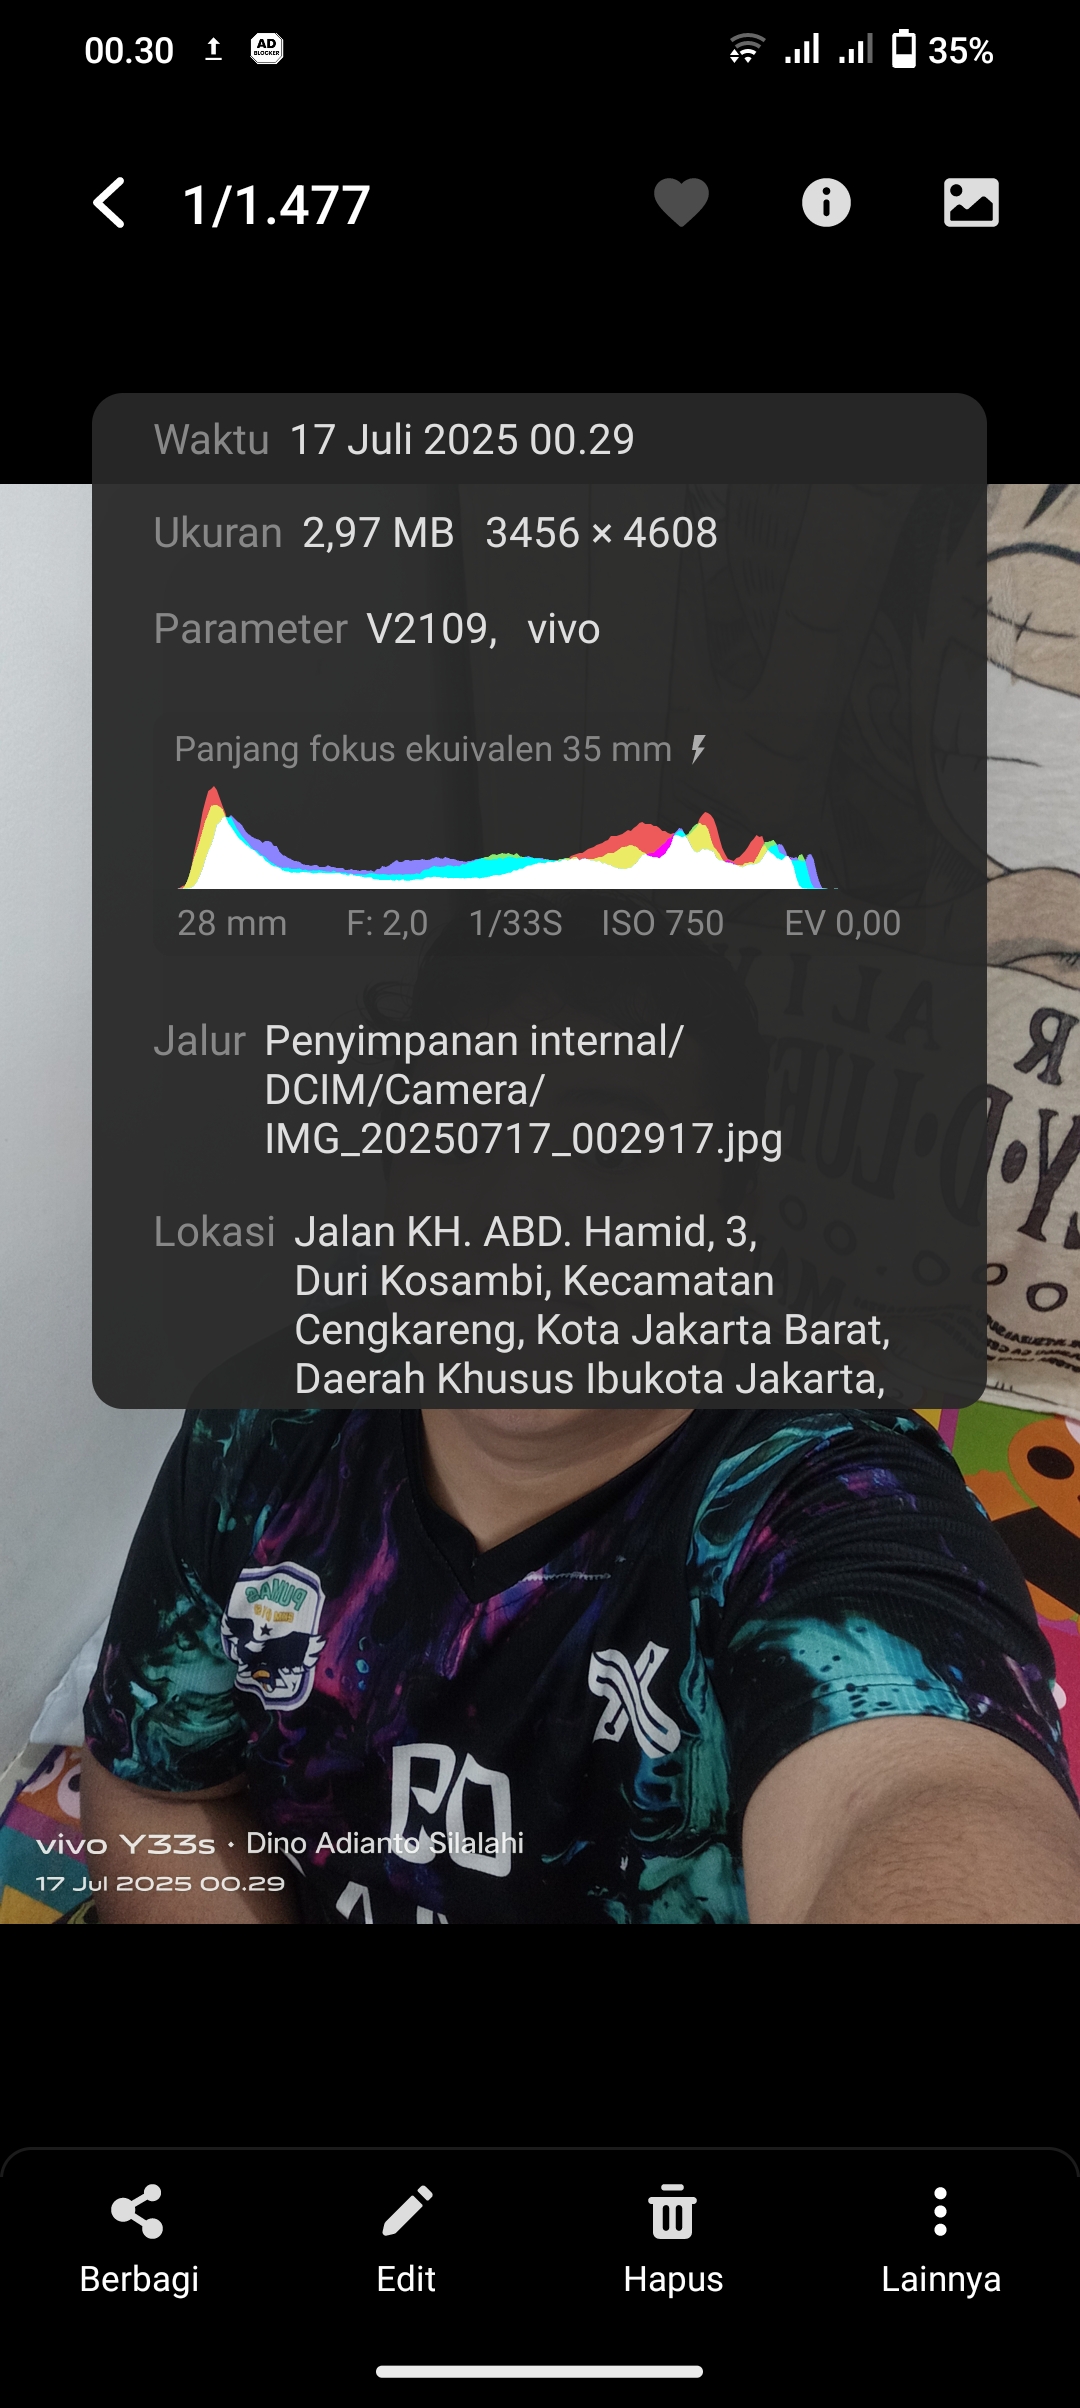 00.30
AD
BLOCKER
35%
1/1.477
Waktu 17 Juli 2025 00.29
Ukuran 2,97 MB 3456 × 4608
Parameter V2109, vivo
Panjang fokus ekuivalen 35 mm
28 mm F: 2,0 1/33S ISO 750 EV 0,00
Jalur Penyimpanan internal/
DCIM/Camera/
IMG_20250717_002917.jpg
Lokasi Jalan KH. ABD. Hamid, 3,
Duri Kosambi, Kecamatan
Cengkareng, Kota Jakarta Barat,
Daerah Khusus Ibukota Jakarta,
PUMAS
vivo Y33s · Dino Adianto Silalahi
17 Jul 2025 00.29
Berbagi Edit Hapus Lainnya